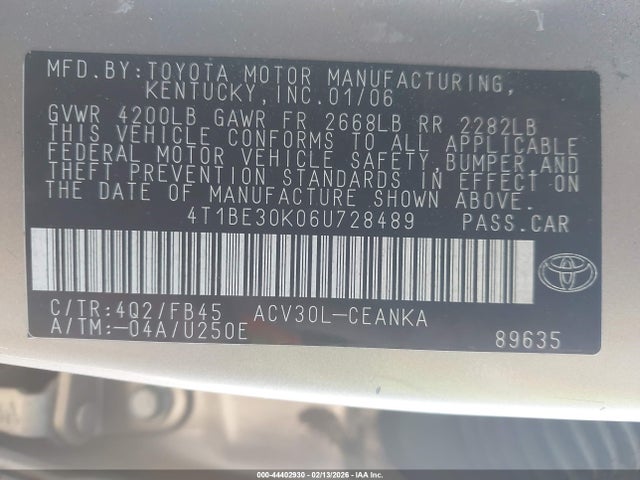 MFD.BY:TOYOTA MOTOR MANUFACTURING,
KENTUCKY, INC.01/06
GVWR 4200LB GAWR FR 2668LB RR 2282LB
THIS VEHICLE CONFORMS TO ALL APPLICABLE
FEDERAL MOTOR VEHICLE SAFETY, BUMPER AND
THEFT PREVENTION STANDARDS IN EFFECT ON
THE DATE OF MANUFACTURE SHOWN ABOVE.
4T1BE30K06U728489 PASS.CAR
C/TR:4Q2/FB45 ACV30L-CEANKA
A/TM:-04A/U250E 89635
000-44402930 - 02/13/2026 - IAA Inc.